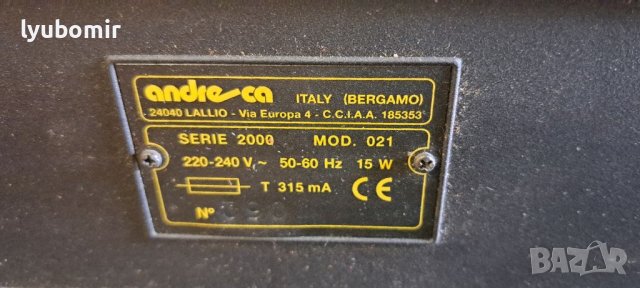 lyubomir
andre-ca ITALY (BERGAMO)
24040 LALLIO - Via Europa 4 - C.C.I.A.A. 185353
SERIE 2000 MOD. 021
220-240 V.~ 50-60 Hz 15 W
T 315 mA CE
N°
BAZAR